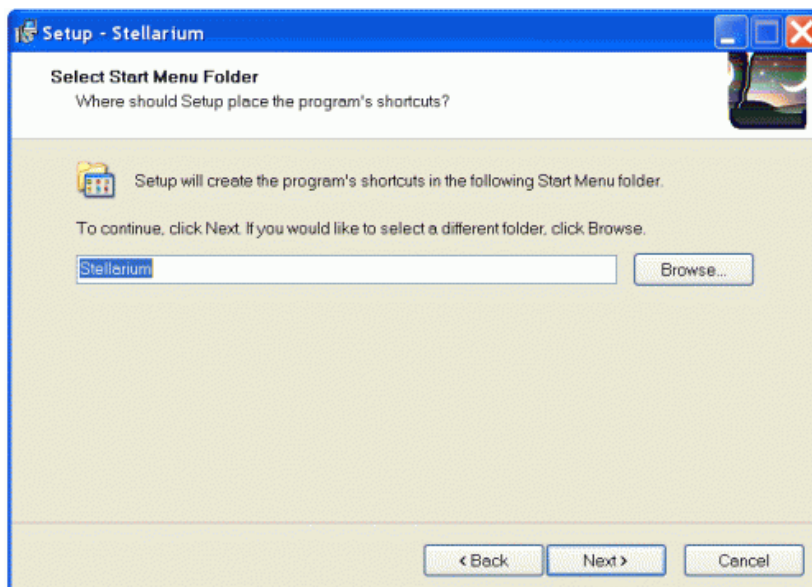 Setup - Stellarium
Select Start Menu Folder
Where should Setup place the program's shortcuts?
Setup will create the program's shortcuts in the following Start Menu folder.
To continue, click Next. If you would like to select a different folder, click Browse.
Stellarium
Browse...
< Back
Next >
Cancel